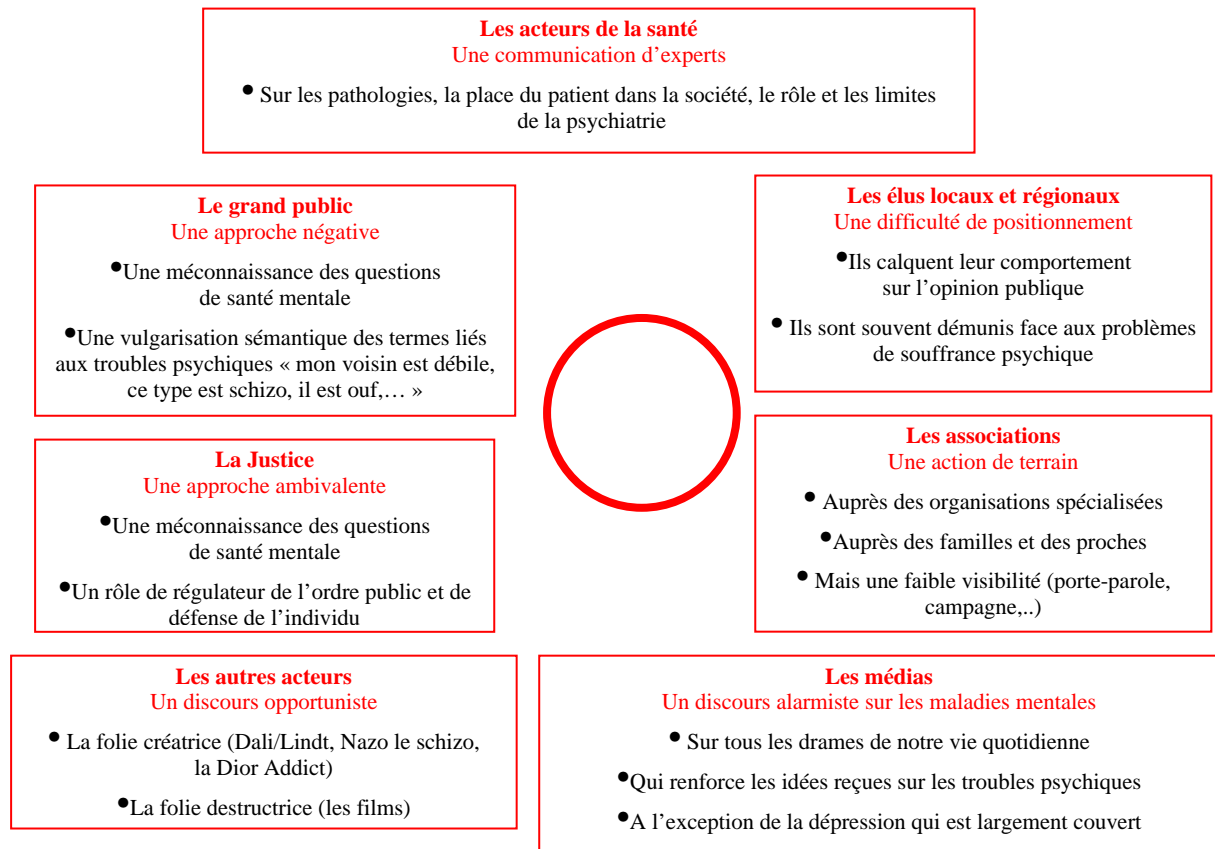 Les acteurs de la santé
Une communication d’experts
• Sur les pathologies, la place du patient dans la société, le rôle et les limites
de la psychiatrie
Le grand public
Une approche négative
•Une méconnaissance des questions
de santé mentale
•Une vulgarisation sémantique des termes liés
aux troubles psychiques « mon voisin est débile,
ce type est schizo, il est ouf,… »
Les élus locaux et régionaux
Une difficulté de positionnement
•Ils calquent leur comportement
sur l’opinion publique
• Ils sont souvent démunis face aux problèmes
de souffrance psychique
La Justice
Une approche ambivalente
•Une méconnaissance des questions
de santé mentale
•Un rôle de régulateur de l’ordre public et de
défense de l’individu
Les associations
Une action de terrain
• Auprès des organisations spécialisées
•Auprès des familles et des proches
• Mais une faible visibilité (porte-parole,
campagne,..)
Les autres acteurs
Un discours opportuniste
• La folie créatrice (Dali/Lindt, Nazo le schizo,
la Dior Addict)
•La folie destructrice (les films)
Les médias
Un discours alarmiste sur les maladies mentales
• Sur tous les drames de notre vie quotidienne
•Qui renforce les idées reçues sur les troubles psychiques
•A l’exception de la dépression qui est largement couvert